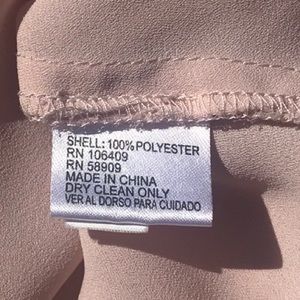 SHELL: 100% POLYESTER
RN 106409
RN 58909
MADE IN CHINA
DRY CLEAN ONLY
VER AL DORSO PARA CUIDADO